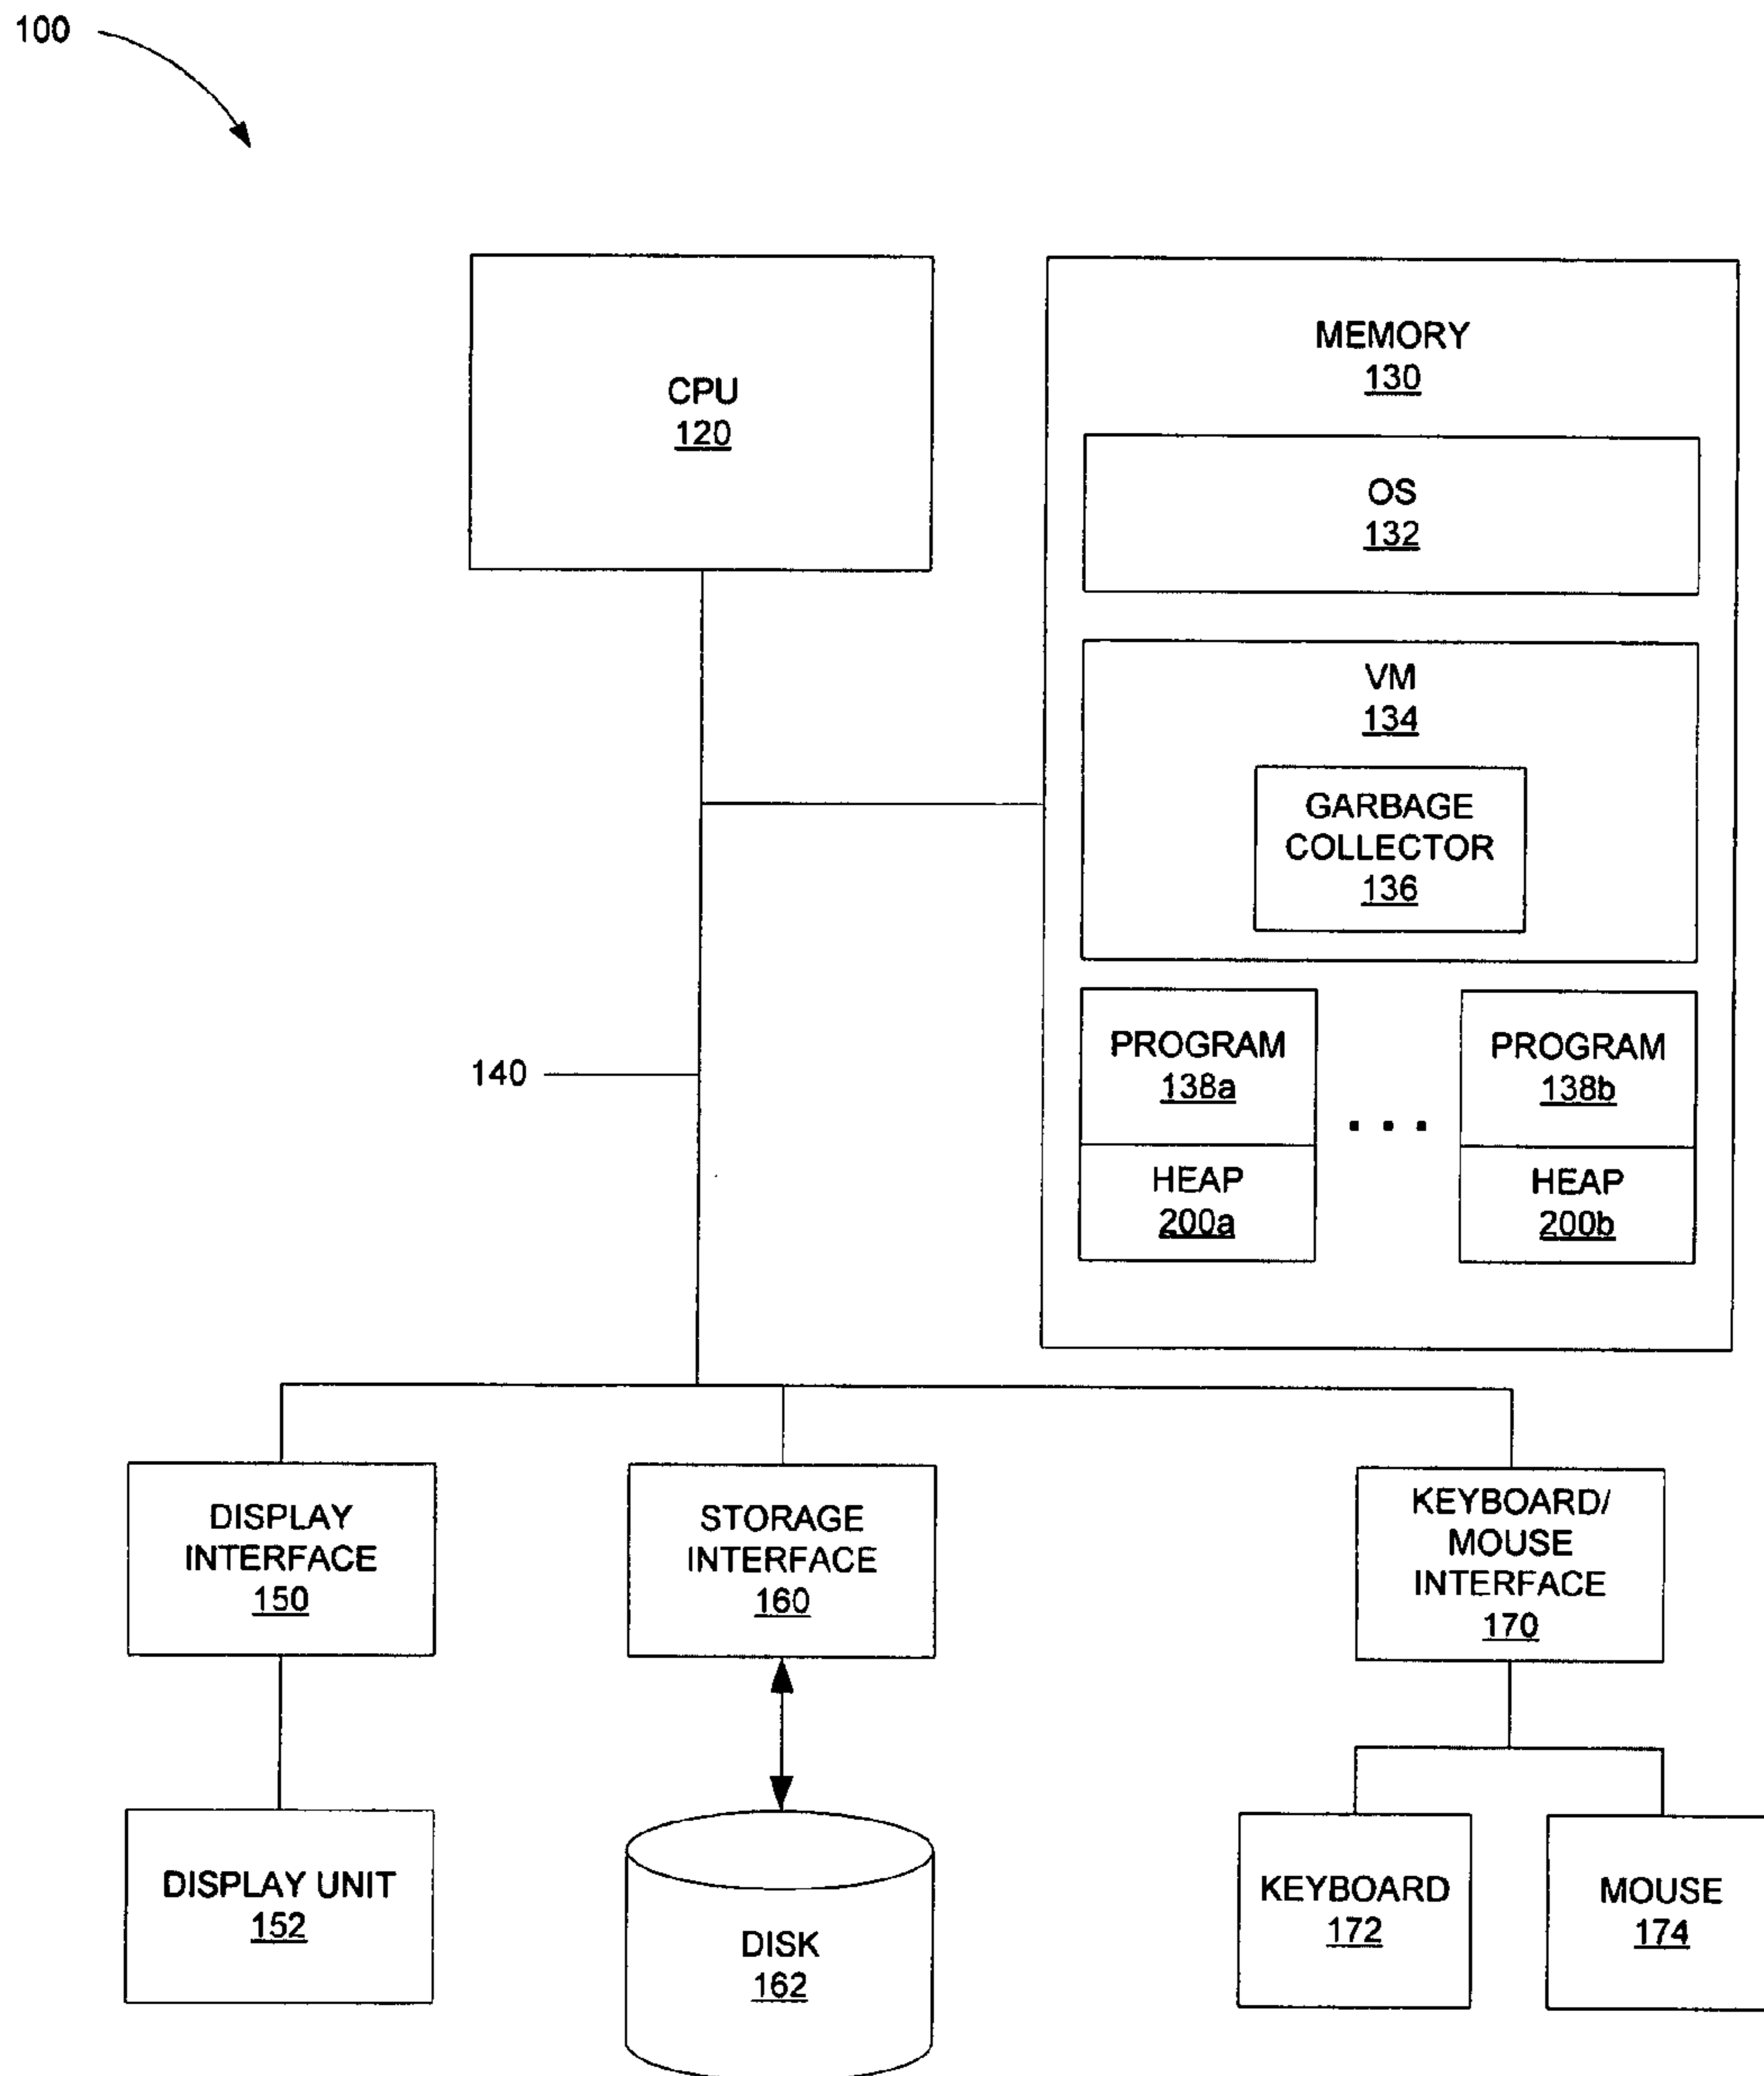 100
CPU
120
MEMORY
130
OS
132
VM
134
GARBAGE
COLLECTOR
136
PROGRAM
138a
HEAP
200a
. . .
PROGRAM
138b
HEAP
200b
140
DISPLAY
INTERFACE
150
STORAGE
INTERFACE
160
KEYBOARD/
MOUSE
INTERFACE
170
DISPLAY UNIT
152
DISK
162
KEYBOARD
172
MOUSE
174